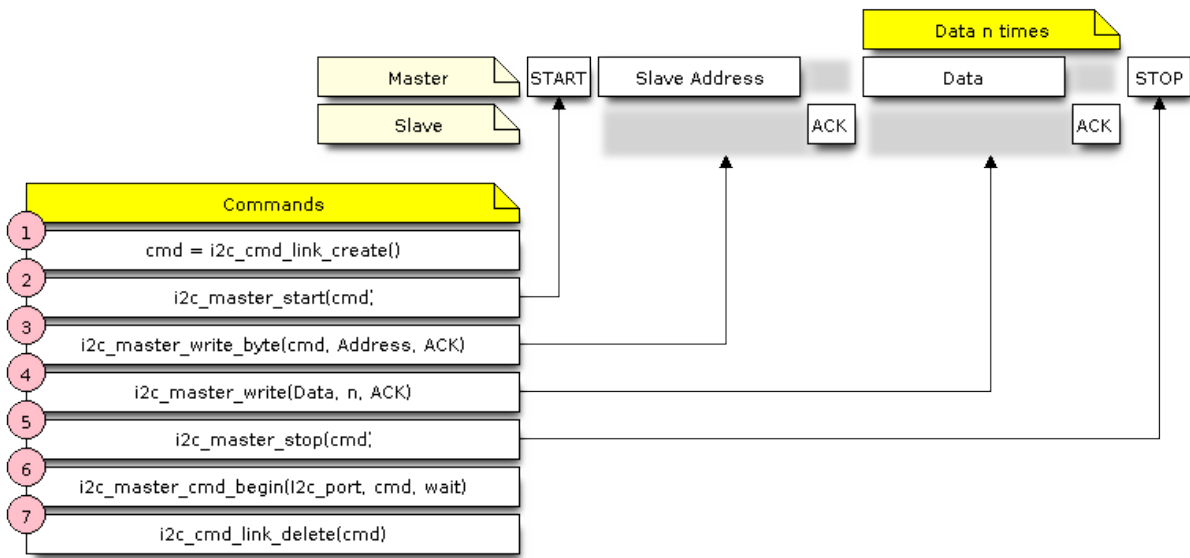 Data n times
Master START Slave Address Data STOP
Slave ACK ACK
Commands
1
cmd = i2c_cmd_link_create()
2
i2c_master_start(cmd)
3
i2c_master_write_byte(cmd, Address, ACK)
4
i2c_master_write(Data, n, ACK)
5
i2c_master_stop(cmd)
6
i2c_master_cmd_begin(I2c_port, cmd, wait)
7
i2c_cmd_link_delete(cmd)